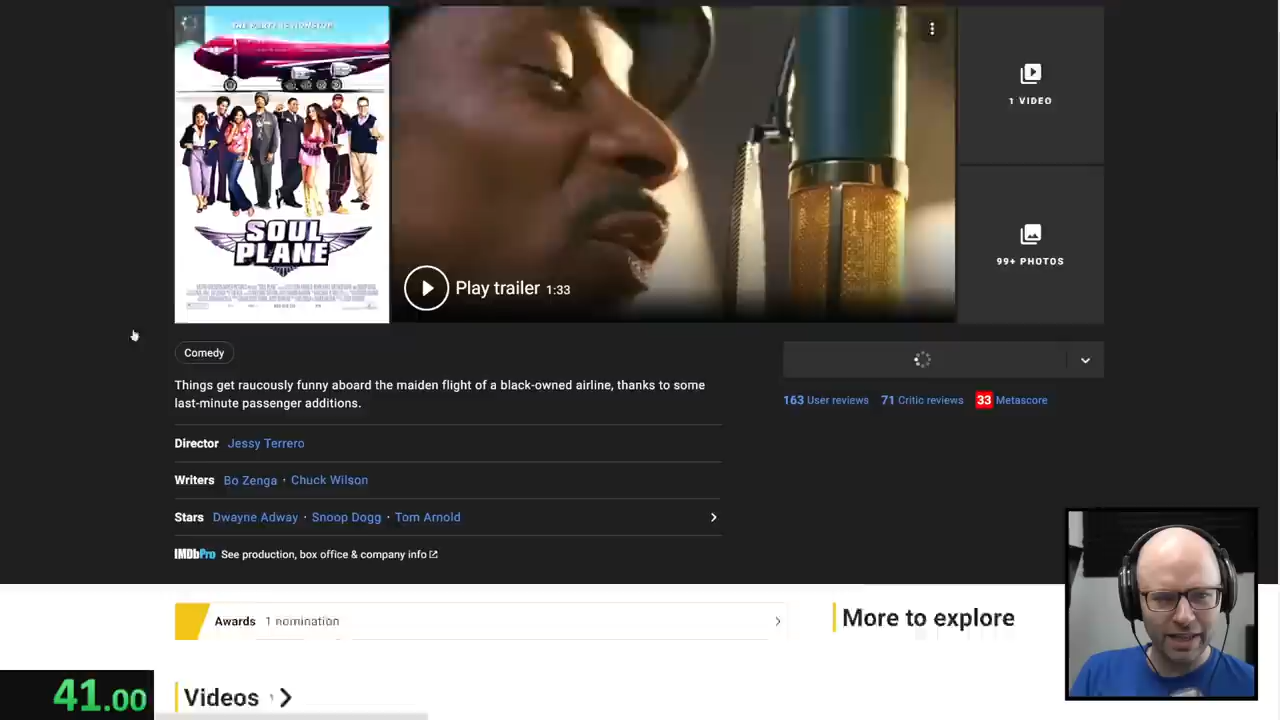 THE PARTY IS NONSTOP.
SOUL
PLANE
Play trailer 1:33
1 VIDEO
99+ PHOTOS
Comedy
Things get raucously funny aboard the maiden flight of a black-owned airline, thanks to some
last-minute passenger additions.
163 User reviews 71 Critic reviews 33 Metascore
Director Jessy Terrero
Writers Bo Zenga · Chuck Wilson
Stars Dwayne Adway · Snoop Dogg · Tom Arnold
IMDbPro See production, box office & company info
Awards 1 nomination
More to explore
Videos
41.00